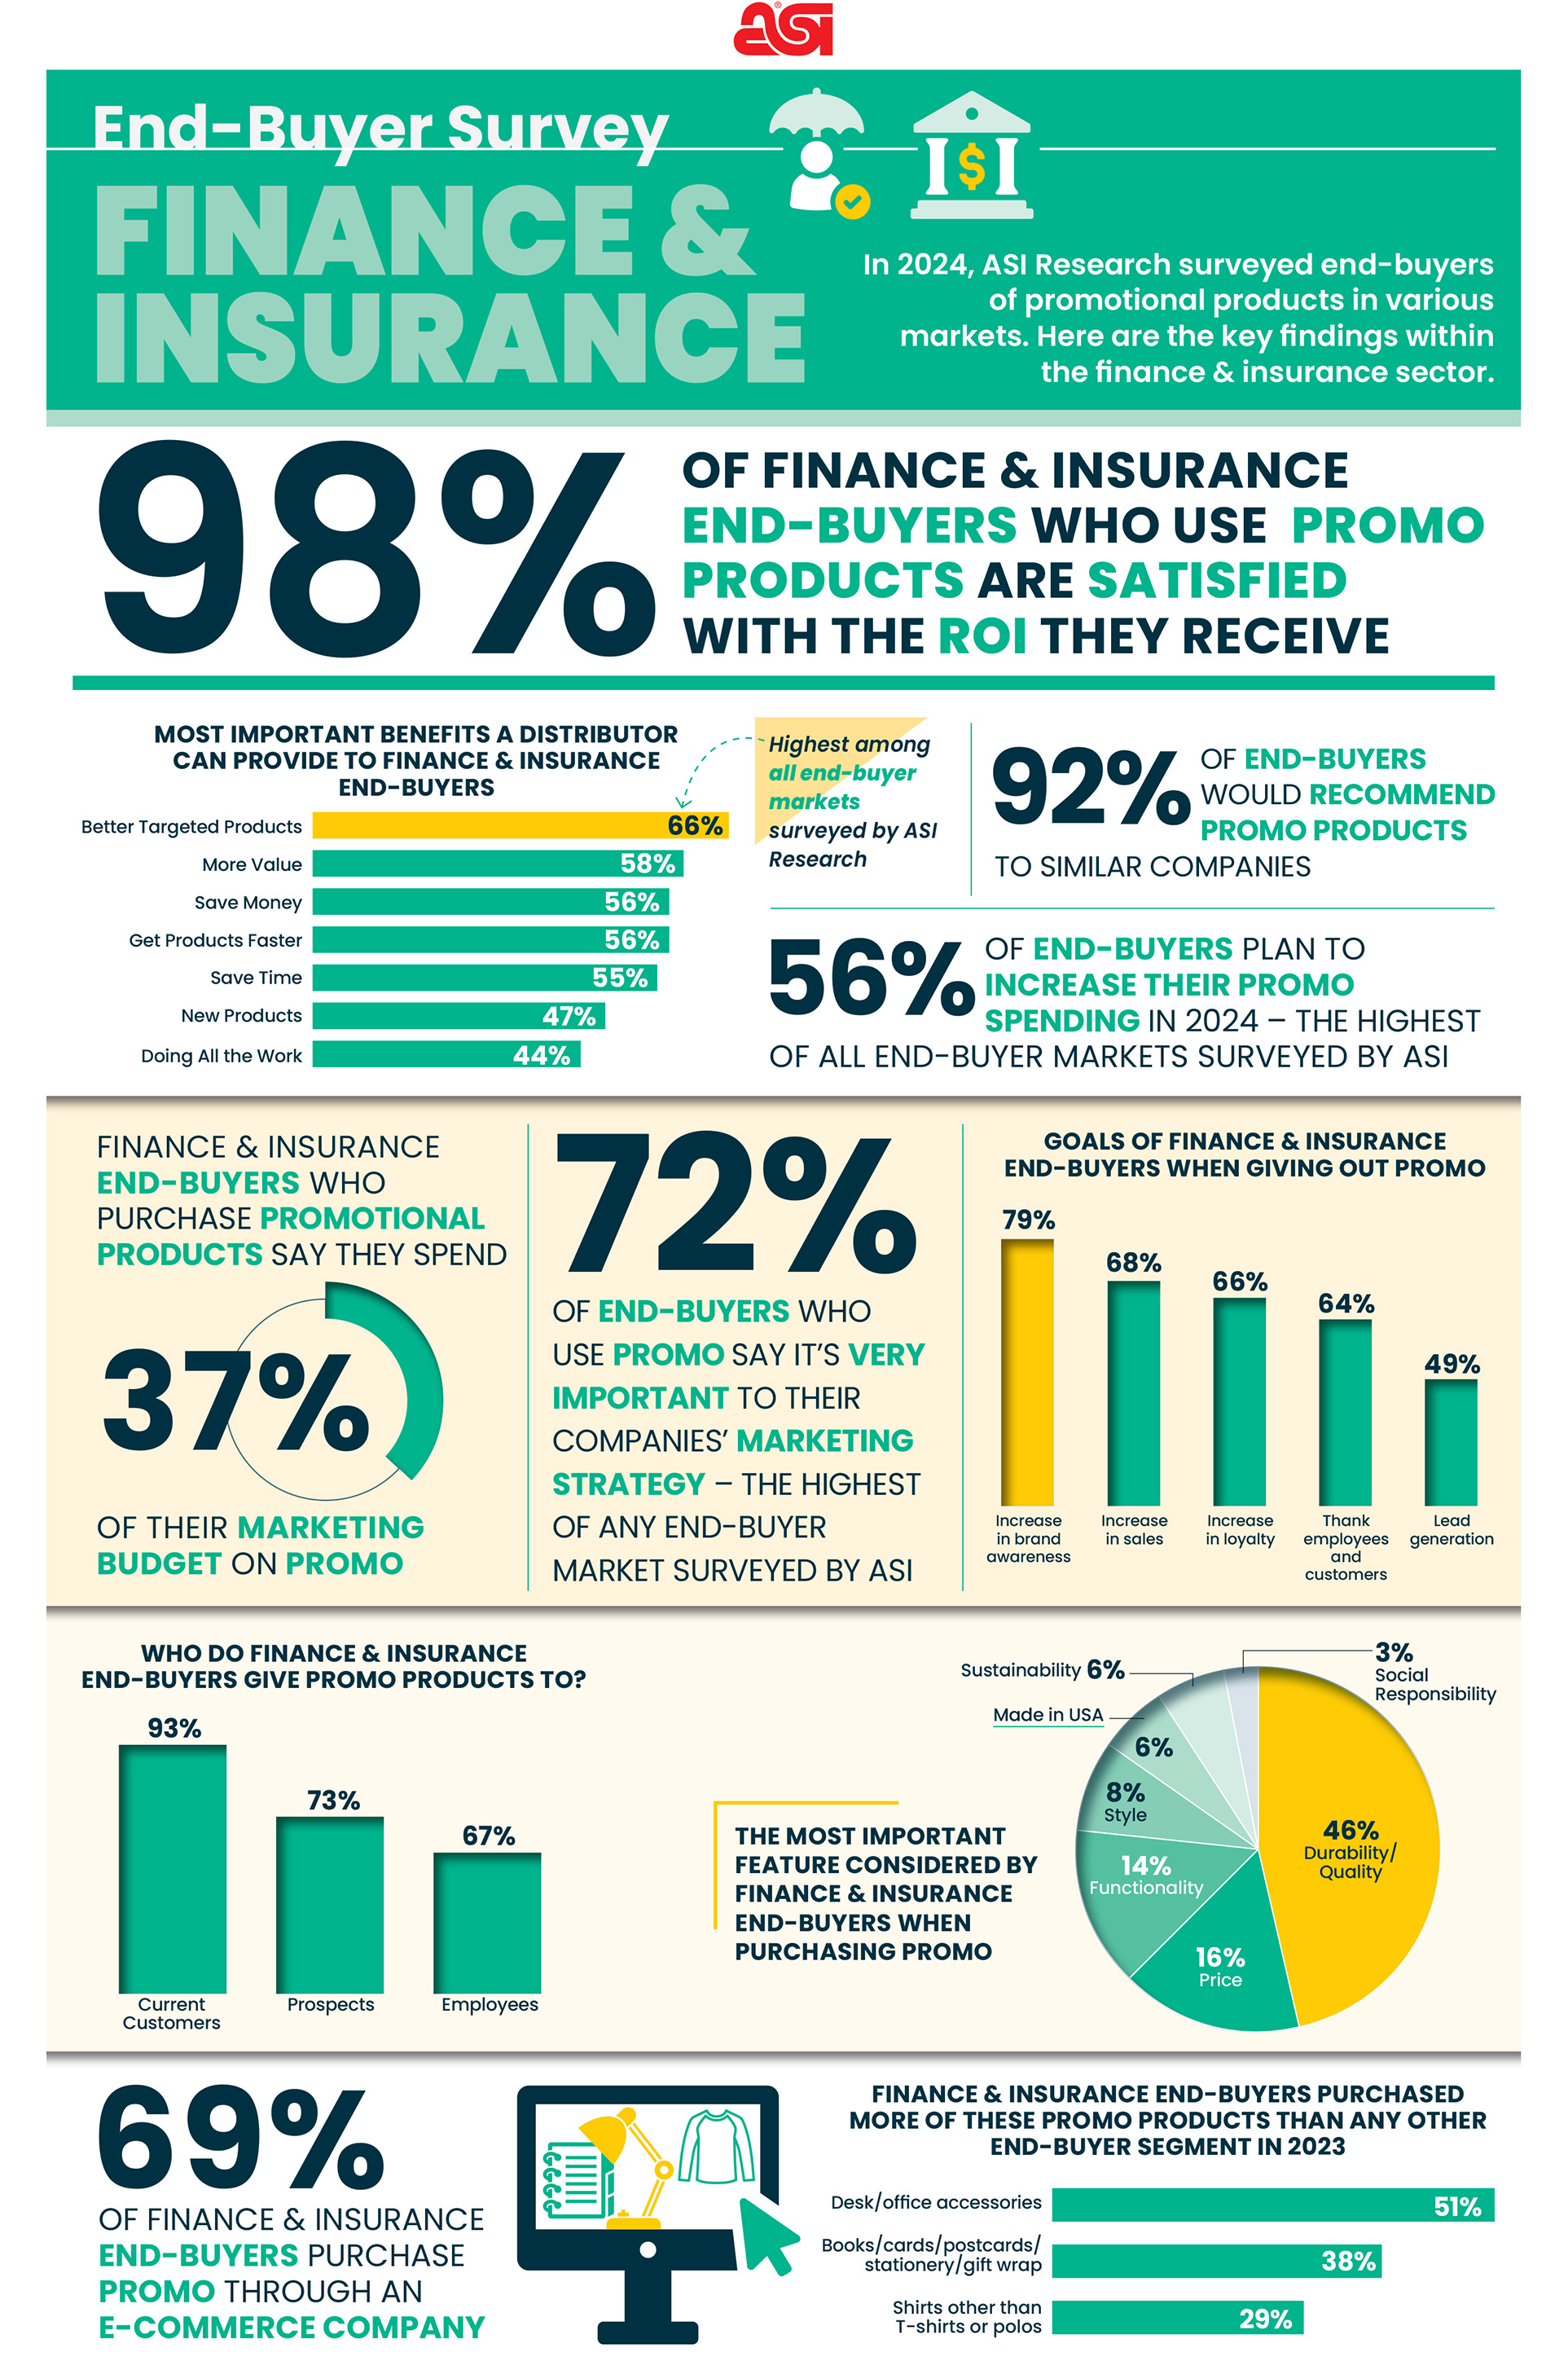 ASI®
End-Buyer Survey
FINANCE &
INSURANCE
In 2024, ASI Research surveyed end-buyers
of promotional products in various
markets. Here are the key findings within
the finance & insurance sector.
98%
OF FINANCE & INSURANCE
END-BUYERS WHO USE PROMO
PRODUCTS ARE SATISFIED
WITH THE ROI THEY RECEIVE
MOST IMPORTANT BENEFITS A DISTRIBUTOR
CAN PROVIDE TO FINANCE & INSURANCE
END-BUYERS
Better Targeted Products 66%
More Value 58%
Save Money 56%
Get Products Faster 56%
Save Time 55%
New Products 47%
Doing All the Work 44%
Highest among
all end-buyer
markets
surveyed by ASI
Research
92%
OF END-BUYERS
WOULD RECOMMEND
PROMO PRODUCTS
TO SIMILAR COMPANIES
56%
OF END-BUYERS PLAN TO
INCREASE THEIR PROMO
SPENDING IN 2024 – THE HIGHEST
OF ALL END-BUYER MARKETS SURVEYED BY ASI
FINANCE & INSURANCE
END-BUYERS WHO
PURCHASE PROMOTIONAL
PRODUCTS SAY THEY SPEND
37%
OF THEIR MARKETING
BUDGET ON PROMO
72%
OF END-BUYERS WHO
USE PROMO SAY IT’S VERY
IMPORTANT TO THEIR
COMPANIES’ MARKETING
STRATEGY – THE HIGHEST
OF ANY END-BUYER
MARKET SURVEYED BY ASI
GOALS OF FINANCE & INSURANCE
END-BUYERS WHEN GIVING OUT PROMO
79%
68%
66%
64%
49%
Increase
in brand
awareness
Increase
in sales
Increase
in loyalty
Thank
employees
and
customers
Lead
generation
WHO DO FINANCE & INSURANCE
END-BUYERS GIVE PROMO PRODUCTS TO?
93%
73%
67%
Current
Customers
Prospects
Employees
THE MOST IMPORTANT
FEATURE CONSIDERED BY
FINANCE & INSURANCE
END-BUYERS WHEN
PURCHASING PROMO
3%
Social
Responsibility
Sustainability 6%
Made in USA
6%
8%
Style
14%
Functionality
16%
Price
46%
Durability/
Quality
69%
OF FINANCE & INSURANCE
END-BUYERS PURCHASE
PROMO THROUGH AN
E-COMMERCE COMPANY
$
FINANCE & INSURANCE END-BUYERS PURCHASED
MORE OF THESE PROMO PRODUCTS THAN ANY OTHER
END-BUYER SEGMENT IN 2023
Desk/office accessories 51%
Books/cards/postcards/
stationery/gift wrap 38%
Shirts other than
T-shirts or polos 29%